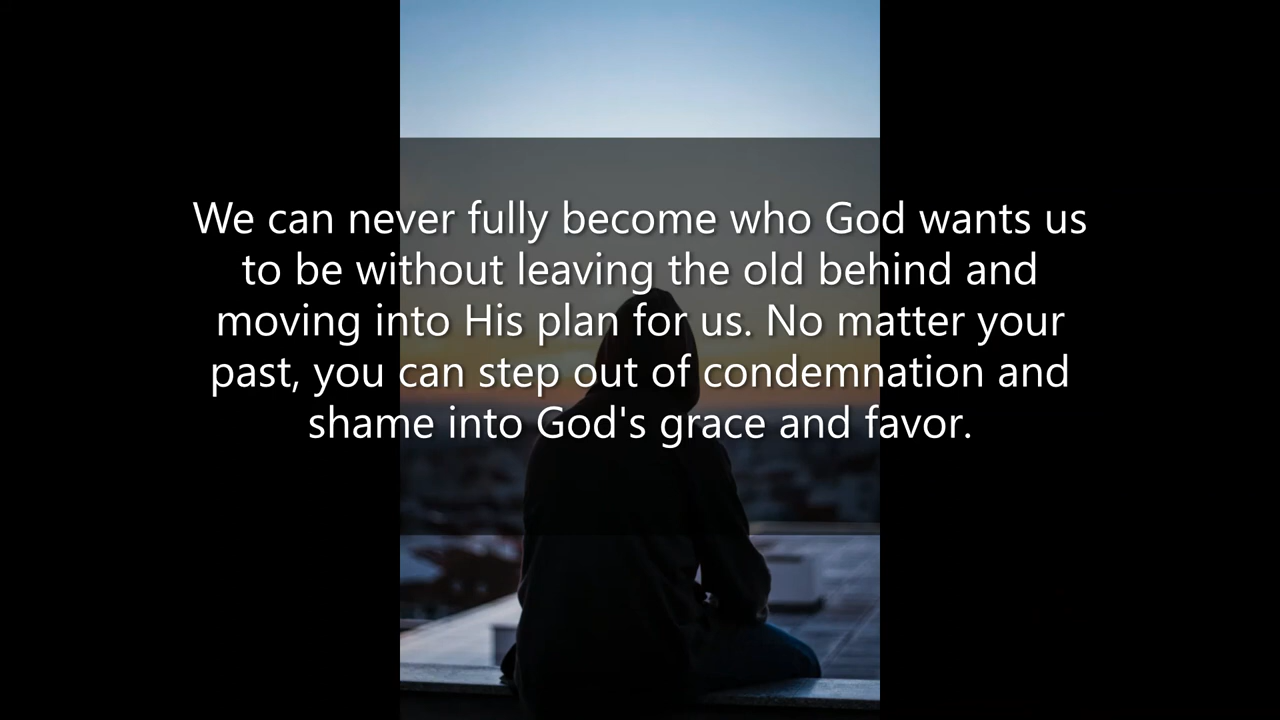 We can never fully become who God wants us
to be without leaving the old behind and
moving into His plan for us. No matter your
past, you can step out of condemnation and
shame into God's grace and favor.